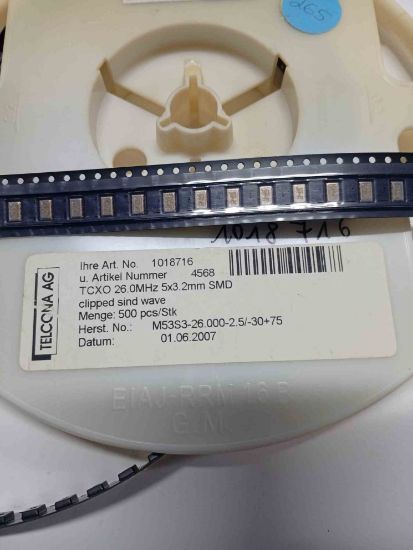 265
1018716
TELCONA AG
Ihre Art. No. 1018716
u. Artikel Nummer 4568
TCXO 26.0MHz 5x3.2mm SMD
clipped sind wave
Menge: 500 pcs/Stk
Herst. No.: M53S3-26.000-2.5/-30+75
Datum: 01.06.2007
EIAJ-RRM 16 B
G.M